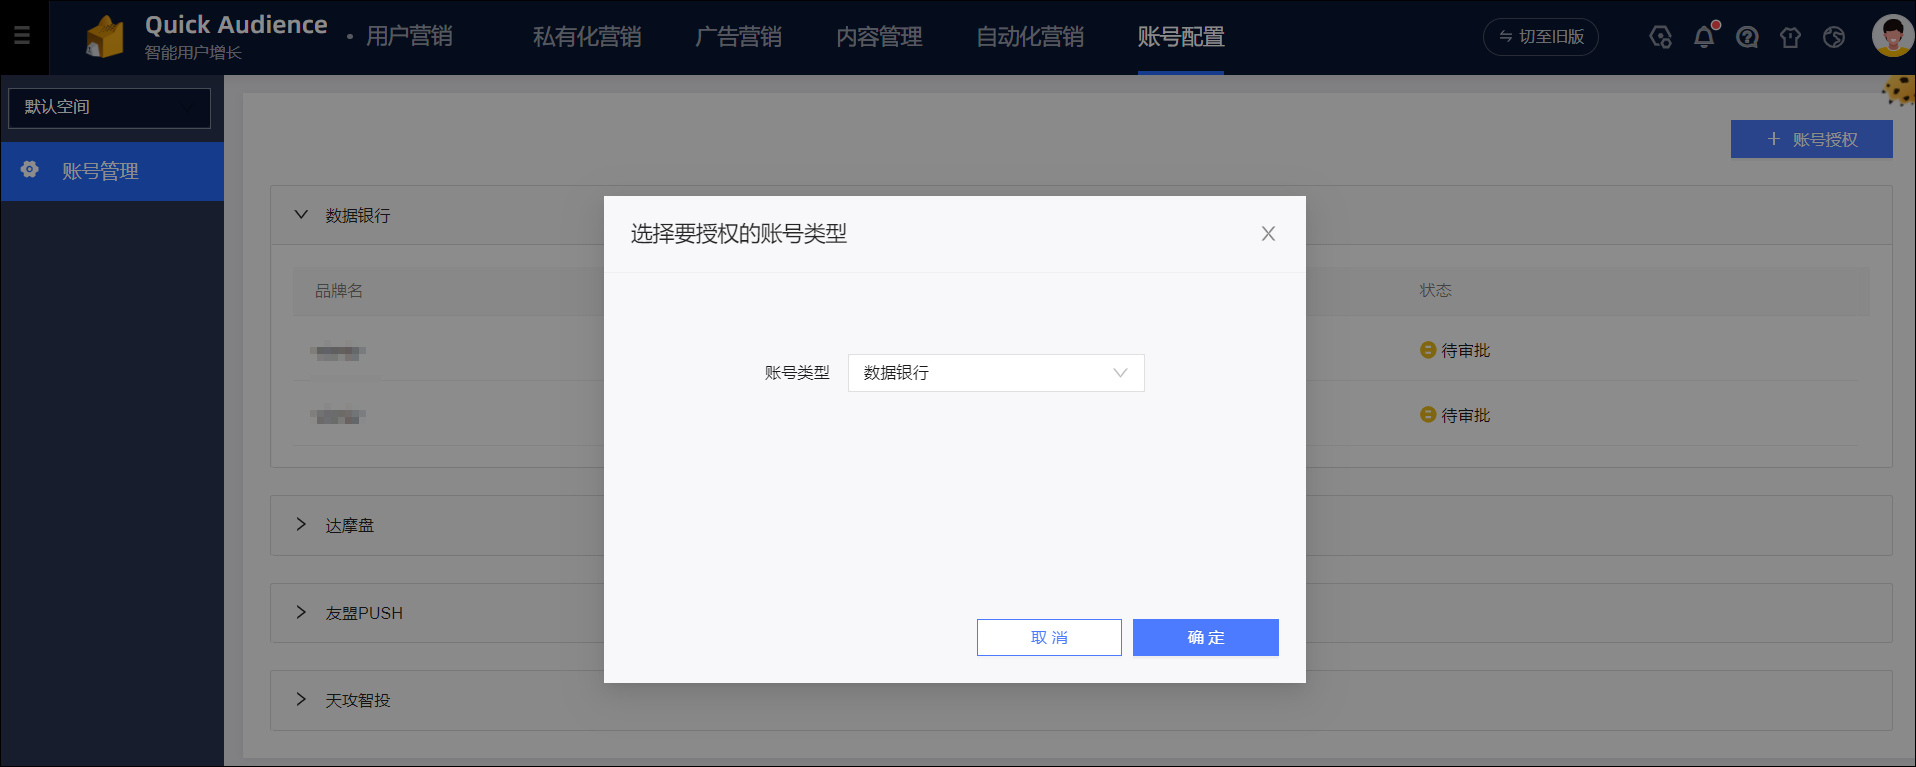 Quick Audience
智能用户增长
· 用户营销
私有化营销
广告营销
内容管理
自动化营销
账号配置
切至旧版
默认空间
账号管理
+ 账号授权
数据银行
品牌名
状态
待审批
待审批
达摩盘
友盟PUSH
天攻智投
选择要授权的账号类型
账号类型
数据银行
取 消
确 定